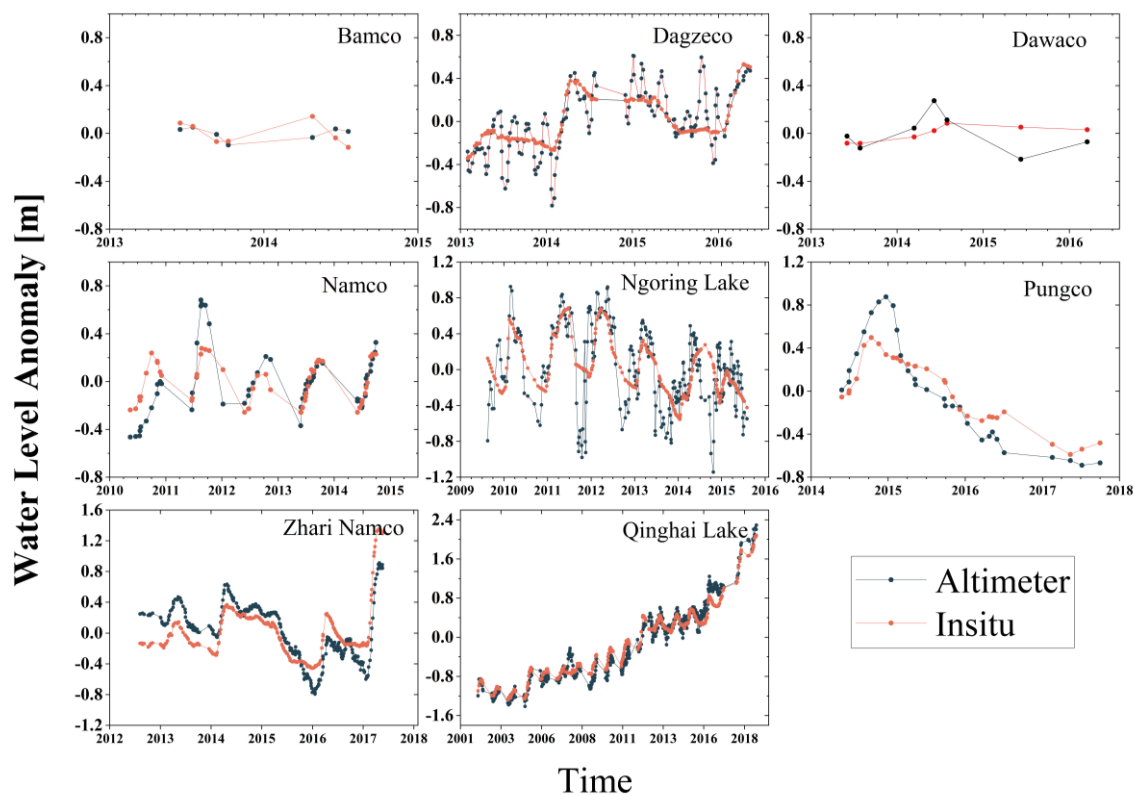 Water Level Anomaly [m]
Bamco
0.8
0.4
0.0
-0.4
-0.8
2013 2014 2015
Dagzeco
0.8
0.4
0.0
-0.4
-0.8
2013 2014 2015 2016
Dawaco
0.8
0.4
0.0
-0.4
-0.8
2013 2014 2015 2016
Namco
0.8
0.4
0.0
-0.4
-0.8
2010 2011 2012 2013 2014 2015
Ngoring Lake
1.2
0.8
0.4
0.0
-0.4
-0.8
-1.2
2009 2010 2011 2012 2013 2014 2015 2016
Pungco
1.2
0.8
0.4
0.0
-0.4
-0.8
2014 2015 2016 2017 2018
Zhari Namco
1.2
0.8
0.4
0.0
-0.4
-0.8
-1.2
2012 2013 2014 2015 2016 2017 2018
Qinghai Lake
2.4
1.6
0.8
0.0
-0.8
-1.6
2001 2003 2006 2008 2011 2013 2016 2018
Altimeter
Insitu
Time